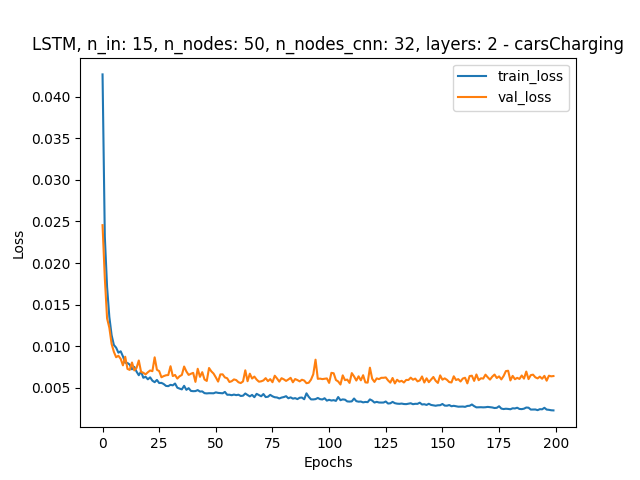 LSTM, n_in: 15, n_nodes: 50, n_nodes_cnn: 32, layers: 2 - carsCharging
train_loss
val_loss
0.040
0.035
0.030
0.025
0.020
0.015
0.010
0.005
Loss
0 25 50 75 100 125 150 175 200
Epochs